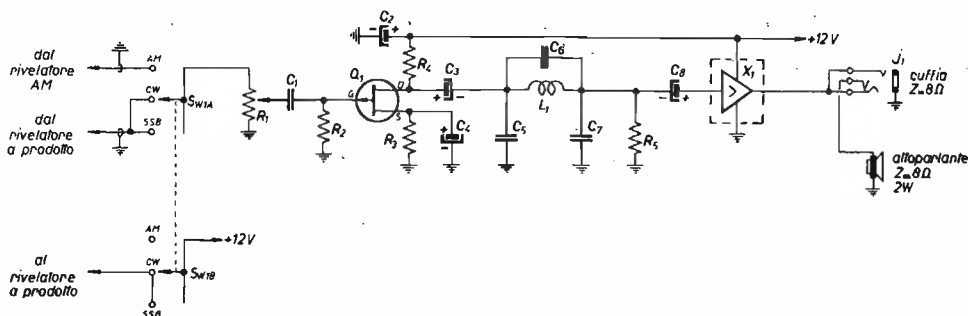 dal
rivelatore
AM
AM
CW
SW1A
dal
rivelatore
a prodotto
SSB
R1
C1
R2
Q1
G
D
S
C2
- +
R4
R3
C3
+ -
C4
+
-
C5
C6
L1
C7
R5
C8
- +
+12V
X1
J1
cuffia
Z=8Ω
altoparlante
Z=8Ω
2W
AM
+12V
al
rivelatore
a prodotto
CW
SW1B
SSB